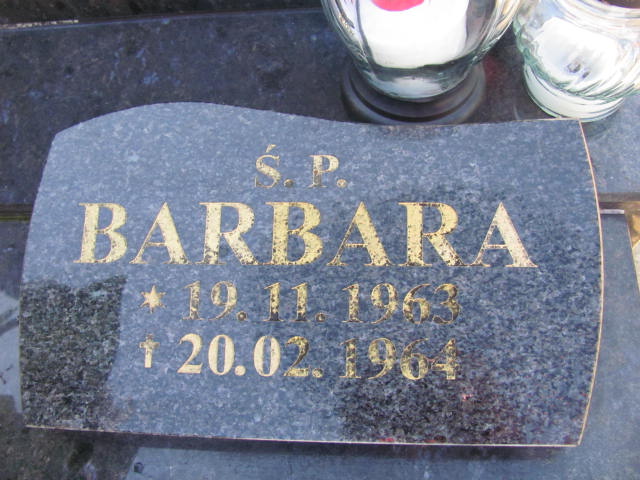 Ś. P.
BARBARA
* 19. 11. 1963
† 20.02. 1964